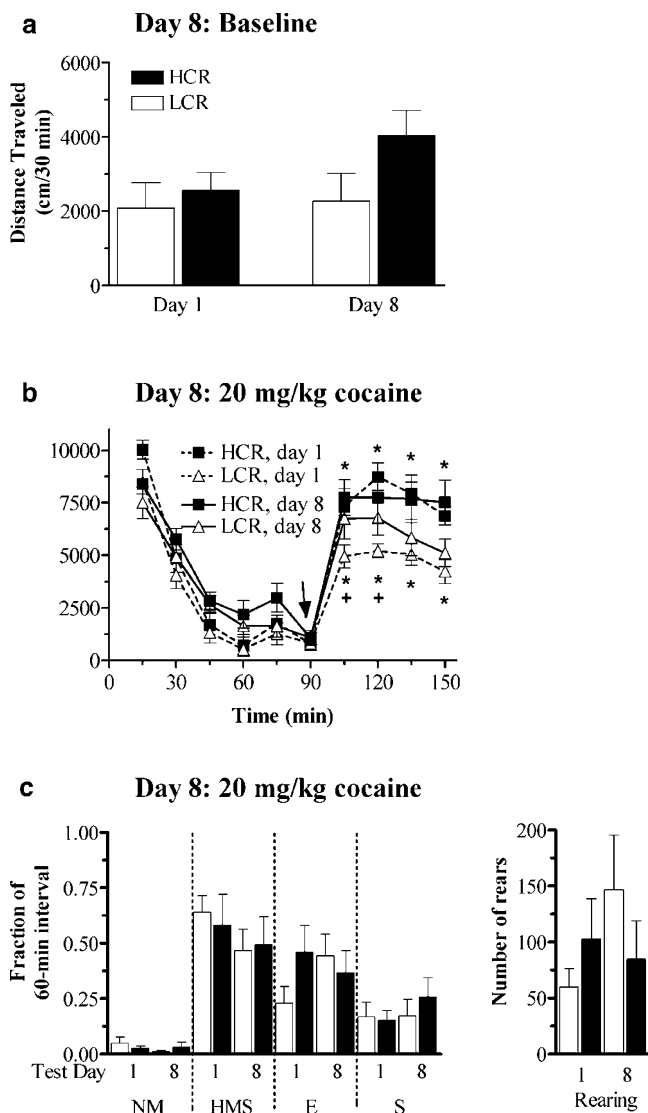 a
Day 8: Baseline
Distance Traveled
(cm/30 min)
6000
4000
2000
0
HCR
LCR
Day 1
Day 8
b
Day 8: 20 mg/kg cocaine
10000
7500
5000
2500
0
HCR, day 1
LCR, day 1
HCR, day 8
LCR, day 8
* * * *
* * * *
+ +
0 30 60 90 120 150
Time (min)
c
Day 8: 20 mg/kg cocaine
Fraction of
60-min interval
1.00
0.75
0.50
0.25
0.00
Test Day 1 8 1 8 1 8 1 8
NM HMS E S
Number of rears
200
150
100
50
0
1 8
Rearing